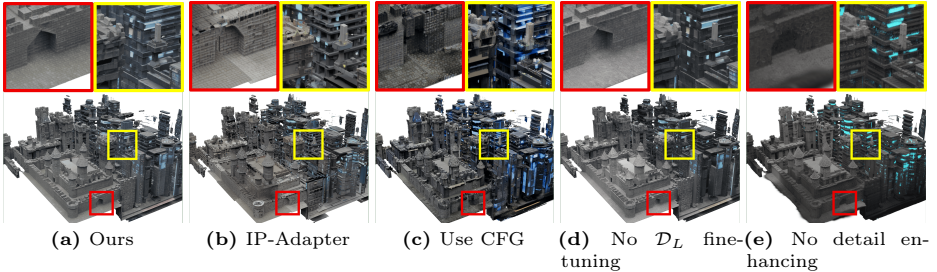 (a) Ours
(b) IP-Adapter
(c) Use CFG
(d) No 𝒟_L fine-
tuning
(e) No detail en-
hancing